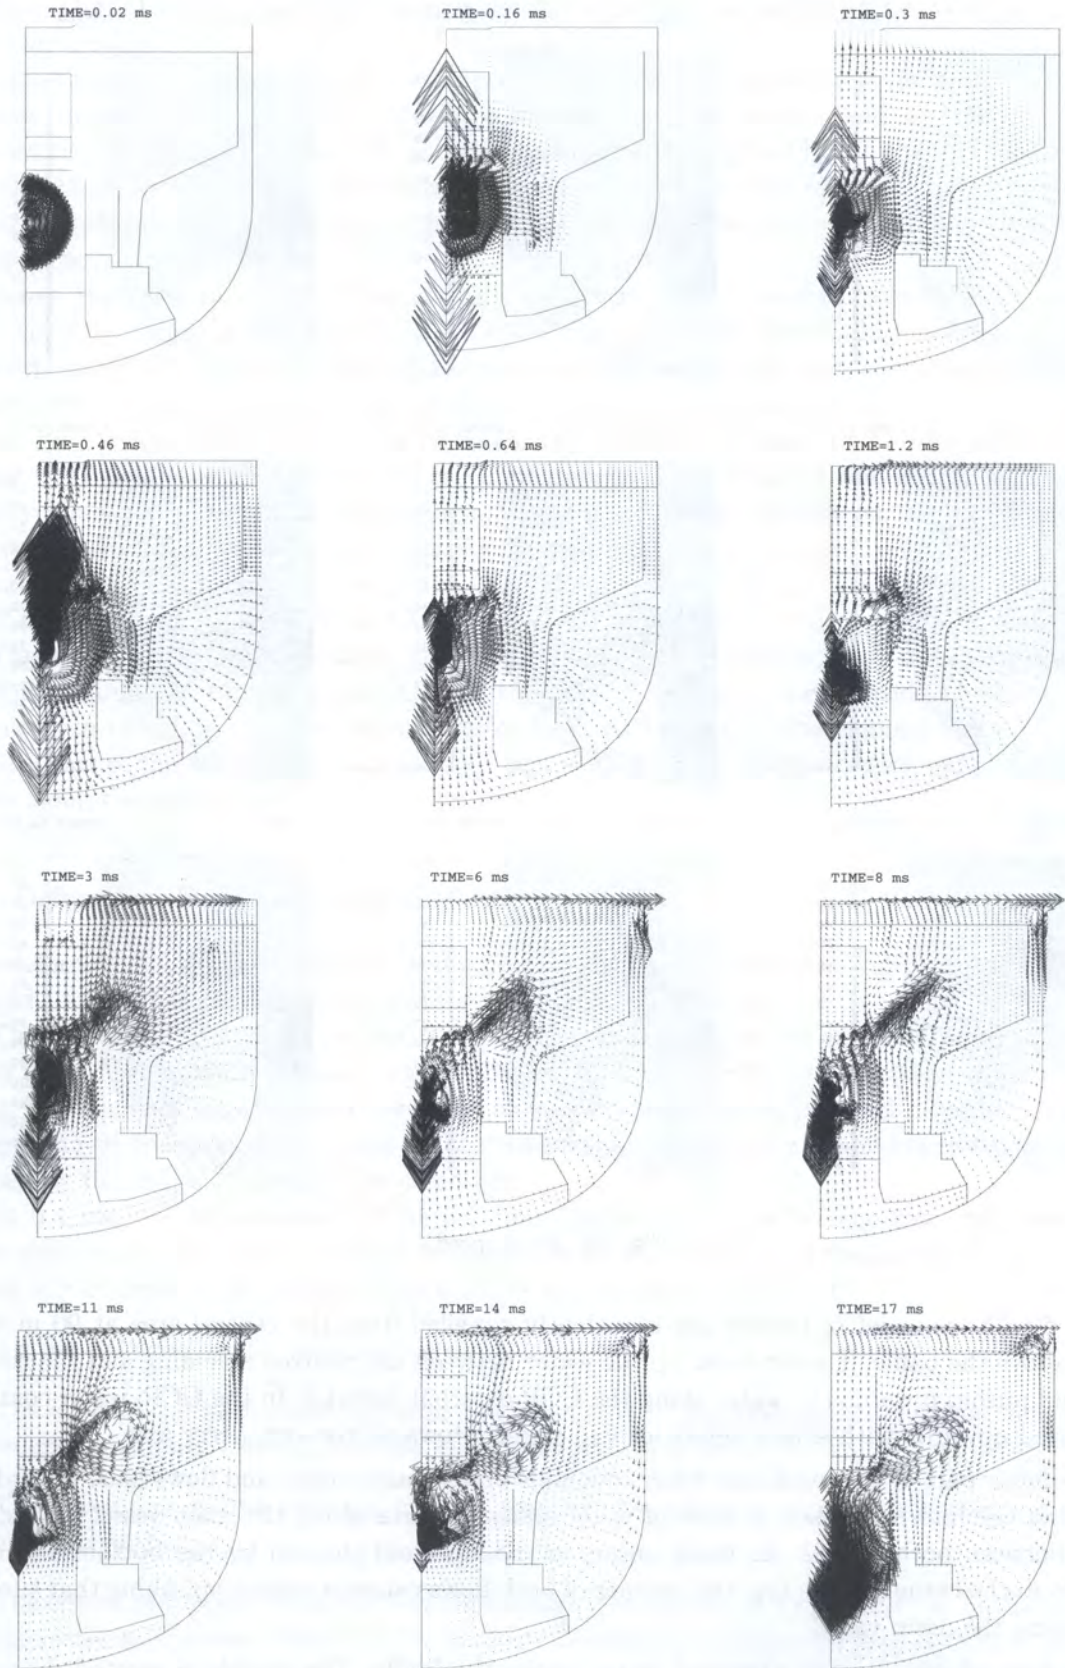 TIME=0.02 ms
TIME=0.16 ms
TIME=0.3 ms
TIME=0.46 ms
TIME=0.64 ms
TIME=1.2 ms
TIME=3 ms
TIME=6 ms
TIME=8 ms
TIME=11 ms
TIME=14 ms
TIME=17 ms